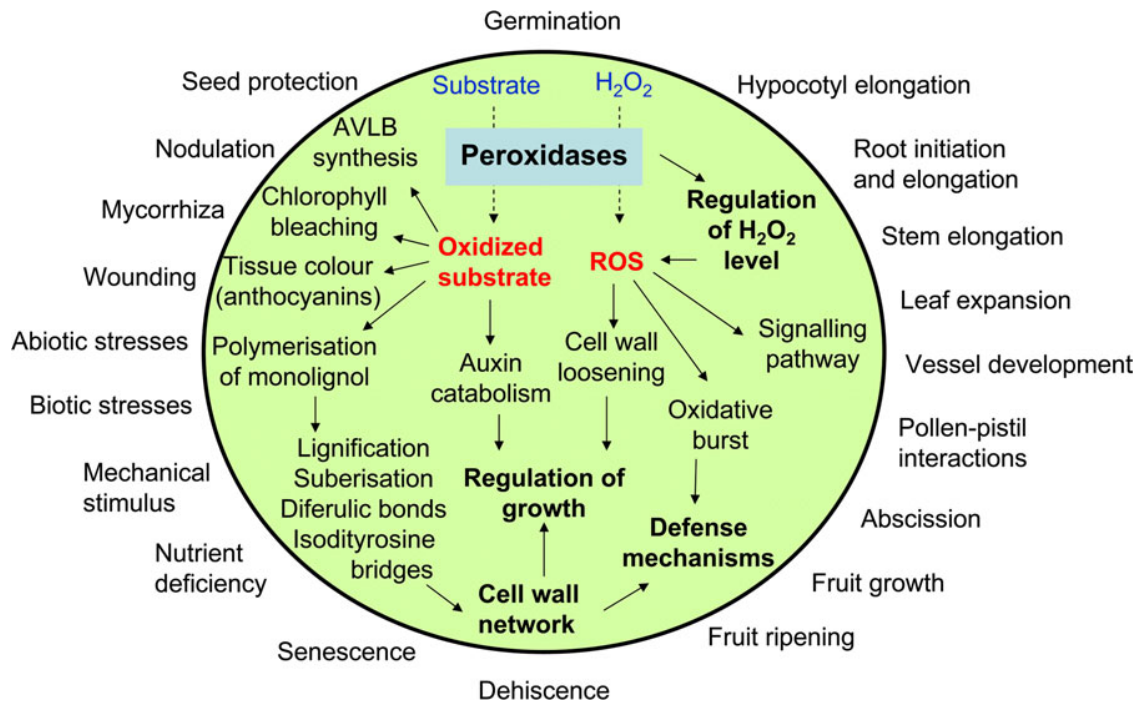 Germination
Seed protection
Substrate
H₂O₂
Hypocotyl elongation
AVLB
synthesis
Nodulation
Peroxidases
Root initiation
and elongation
Chlorophyll
bleaching
Mycorrhiza
Regulation
of H₂O₂
level
Stem elongation
Oxidized
substrate
ROS
Wounding
Tissue colour
(anthocyanins)
Leaf expansion
Abiotic stresses
Polymerisation
of monolignol
Auxin
catabolism
Cell wall
loosening
Signalling
pathway
Vessel development
Biotic stresses
Oxidative
burst
Pollen-pistil
interactions
Lignification
Suberisation
Diferulic bonds
Isodityrosine
bridges
Mechanical
stimulus
Regulation of
growth
Defense
mechanisms
Abscission
Nutrient
deficiency
Cell wall
network
Fruit growth
Fruit ripening
Senescence
Dehiscence